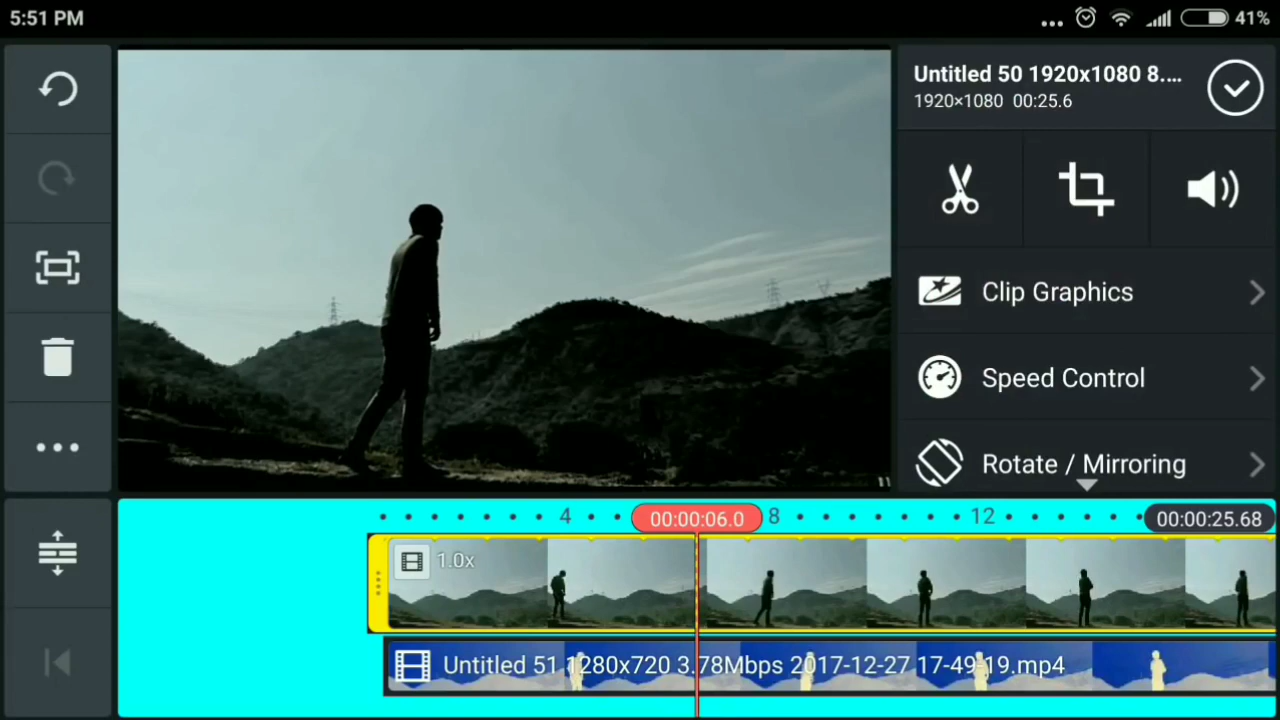 5:51 PM
41%
Untitled 50 1920x1080 8....
1920×1080 00:25.6
Clip Graphics
Speed Control
Rotate / Mirroring
4
00:00:06.0
8
12
00:00:25.68
1.0x
Untitled 51 1280x720 3.78Mbps 2017-12-27 17-49-19.mp4